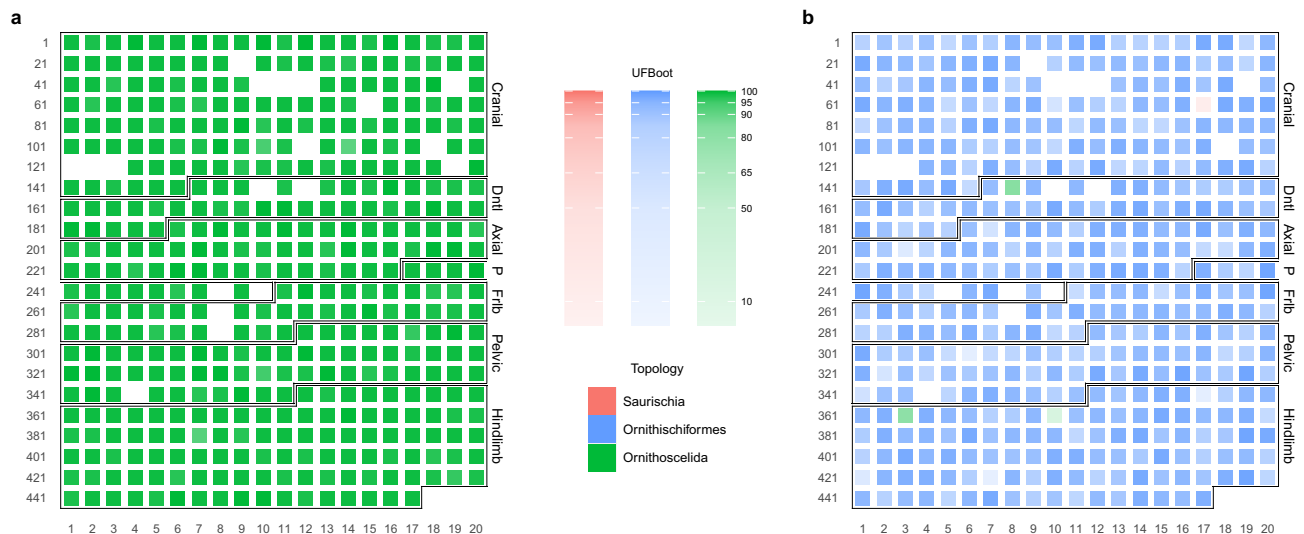 a
b
1
21
41
61
81
101
121
141
161
181
201
221
241
261
281
301
321
341
361
381
401
421
441
1 2 3 4 5 6 7 8 9 10 11 12 13 14 15 16 17 18 19 20
Cranial
Dntl
Axial
P
Frlb
Pelvic
Hindlimb
UFBoot
100
95
90
80
65
50
10
Topology
Saurischia
Ornithischiformes
Ornithoscelida
1
21
41
61
81
101
121
141
161
181
201
221
241
261
281
301
321
341
361
381
401
421
441
1 2 3 4 5 6 7 8 9 10 11 12 13 14 15 16 17 18 19 20
Cranial
Dntl
Axial
P
Frlb
Pelvic
Hindlimb